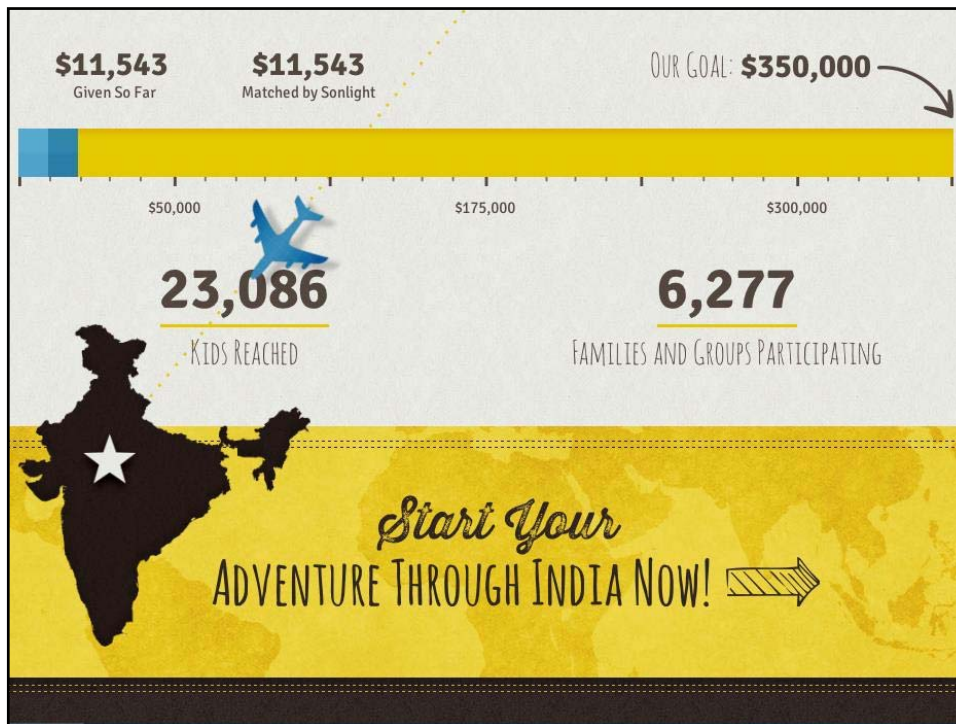 $11,543
Given So Far
$11,543
Matched by Sonlight
Our Goal: $350,000
$50,000
$175,000
$300,000
23,086
Kids Reached
6,277
Families and Groups Participating
Start Your
Adventure Through India Now!